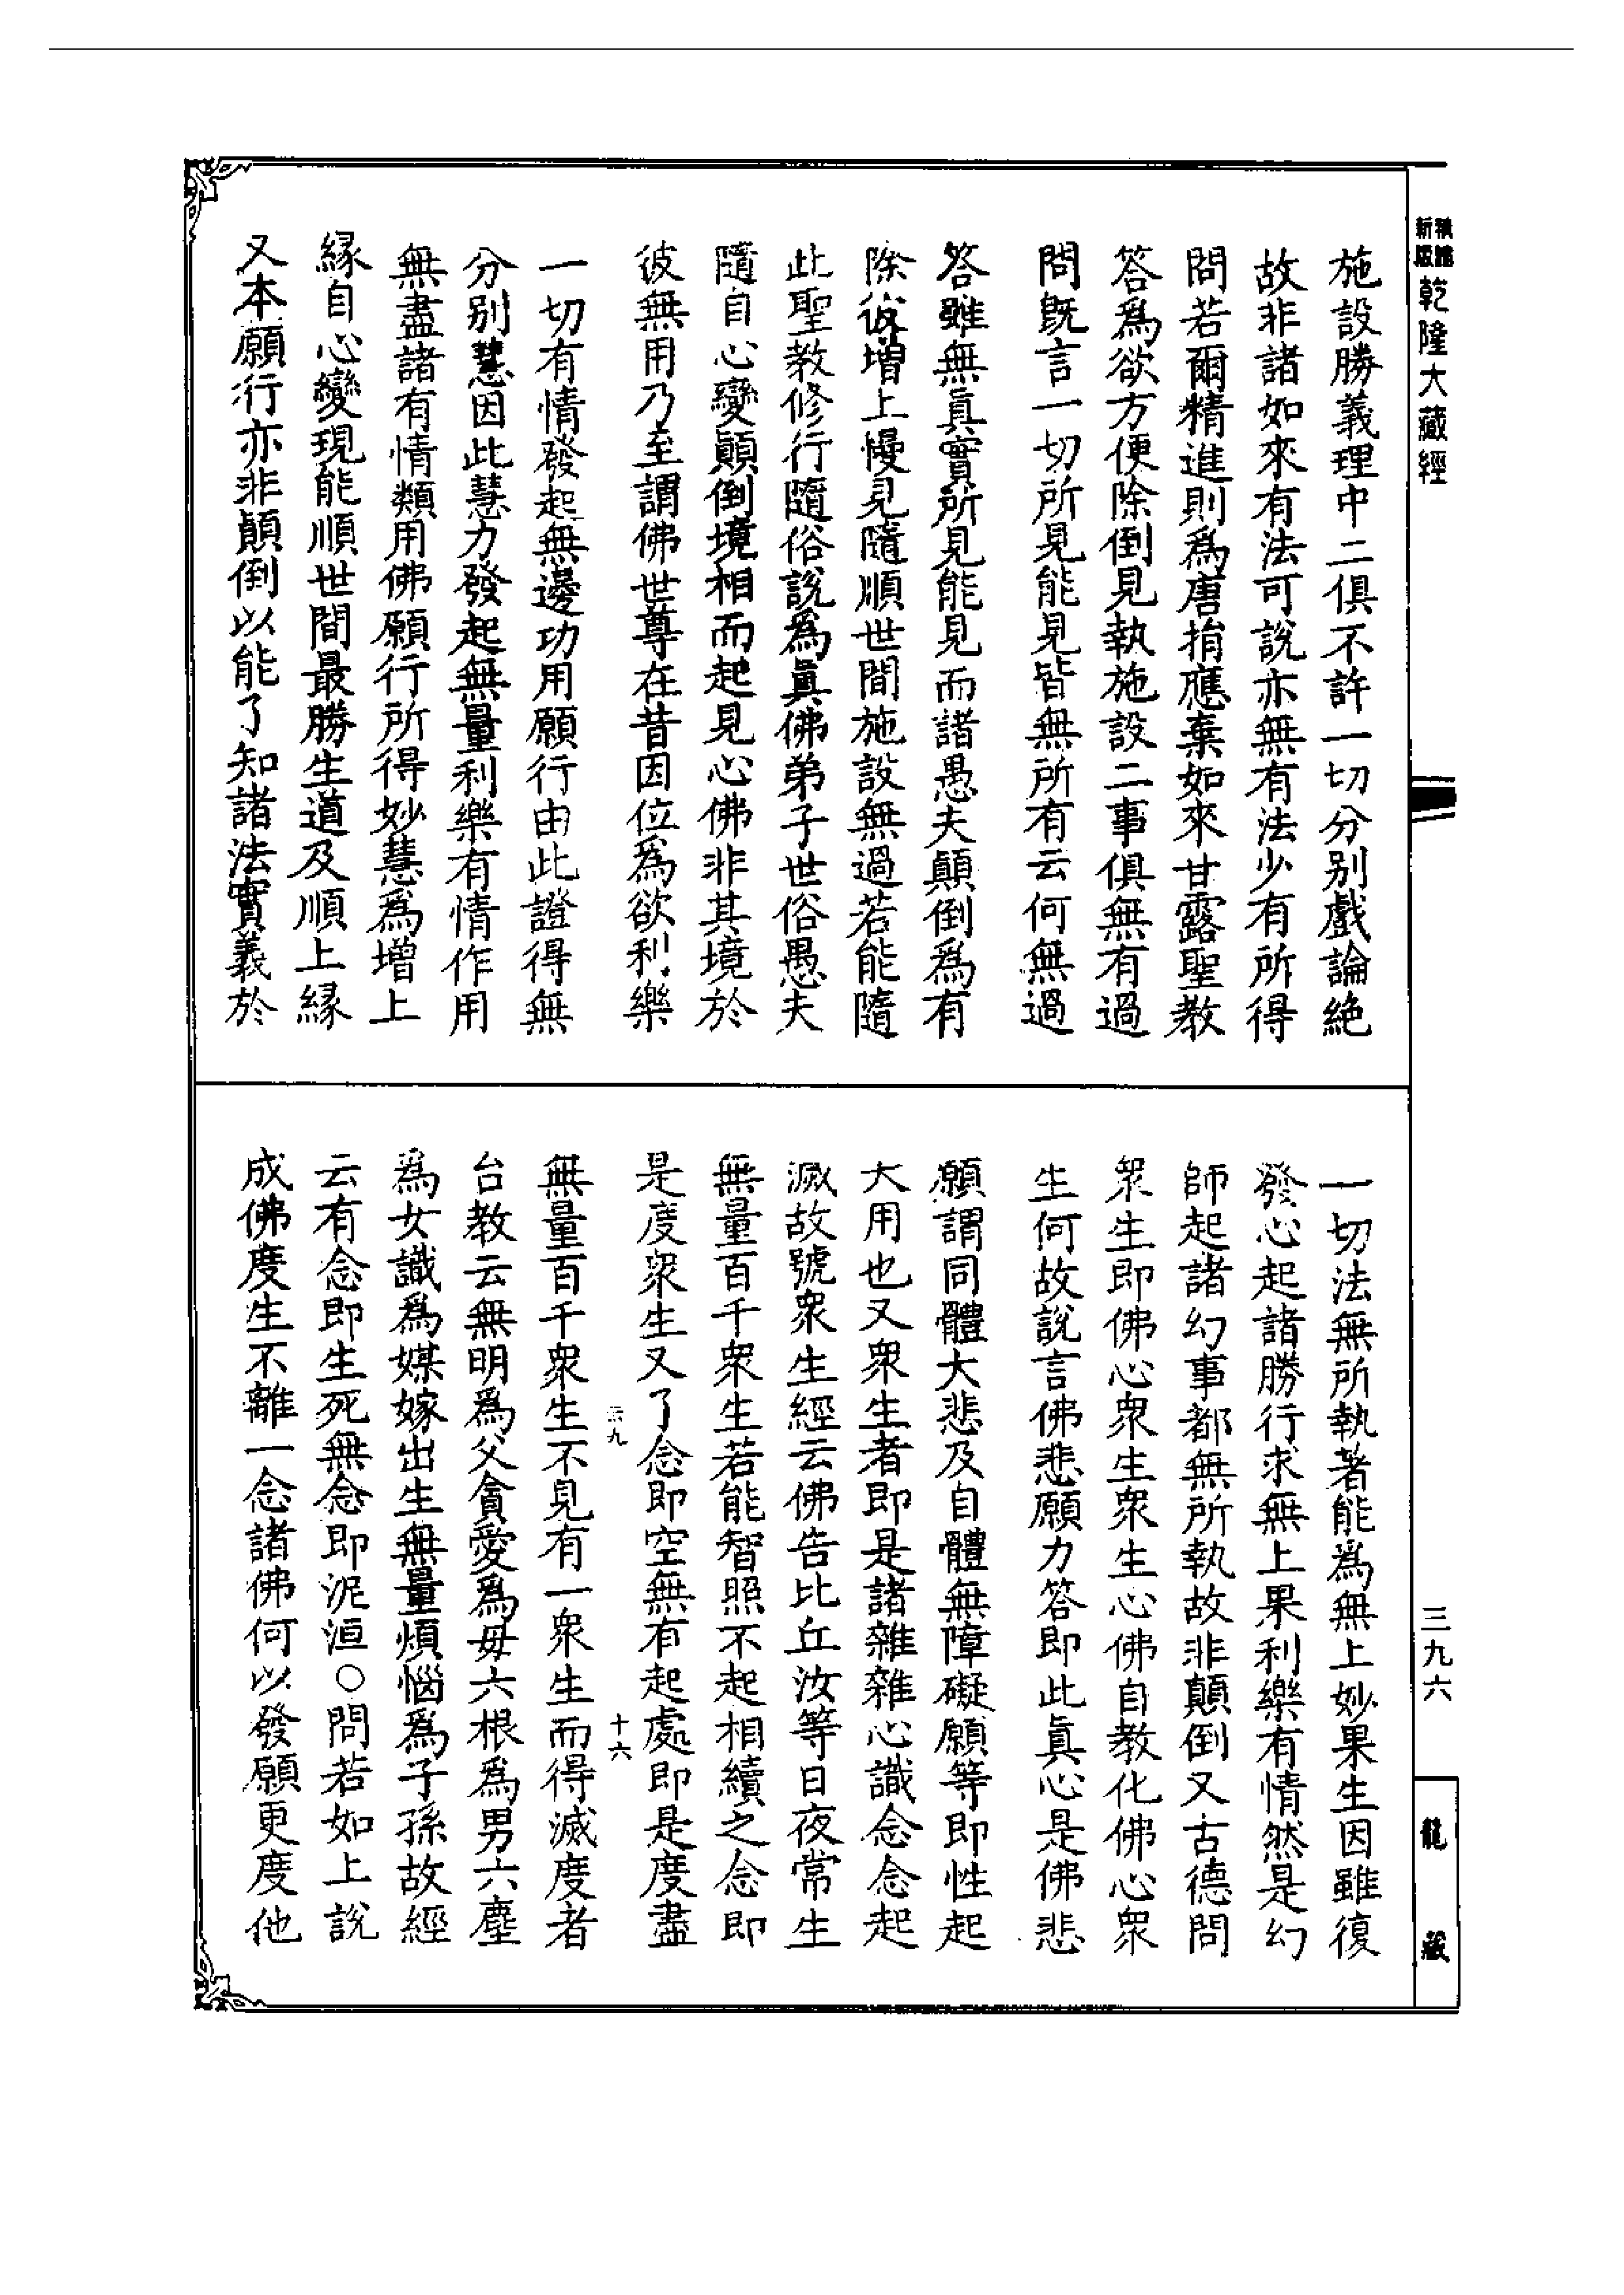 乾隆大藏經
三九六
龍藏
施設勝義理中二俱不許一切分别戲論絶
故非諸如來有法可說亦無有法少有所得
問若爾精進則爲唐捐應棄如來甘露聖教
答爲欲方便除倒見執施設二事俱無有過
問旣言一切所見能見皆無所有云何無過
答雖無眞實所見能見而諸愚夫顚倒爲有
除彼增上慢見隨順世間施設無過若能隨
此聖教修行隨俗說爲眞佛弟子世俗愚夫
隨自心變顚倒境相而起見心佛非其境於
彼無用乃至謂佛世尊在昔因位爲欲利樂
一切有情發起無邊功用願行由此證得無
分别慧因此慧力發起無量利樂有情作用
無盡諸有情類用佛願行所得妙慧爲增上
緣自心變現能順世間最勝生道及順上緣
又本願行亦非顚倒以能了知諸法實義於
一切法無所執著能爲無上妙果生因雖復
發心起諸勝行求無上果利樂有情然是幻
師起諸幻事都無所執故非顚倒又古德問
衆生即佛心衆生衆生心佛自教化佛心衆
生何故說言佛悲願力答即此眞心是佛悲
願謂同體大悲及自體無障礙願等即性起
大用也又衆生者即是諸雜雜心識念念起
滅故號衆生經云佛告比丘汝等日夜常生
無量百千衆生若能智照不起相續之念即
是度衆生又了念即空無有起處即是度盡
無九
十六
無量百千衆生不見有一衆生而得滅度者
台教云無明爲父貪愛爲母六根爲男六塵
爲女識爲媒嫁出生無量煩惱爲子孫故經
云有念即生死無念即泥洹○問若如上說
成佛度生不離一念諸佛何以發願更度他